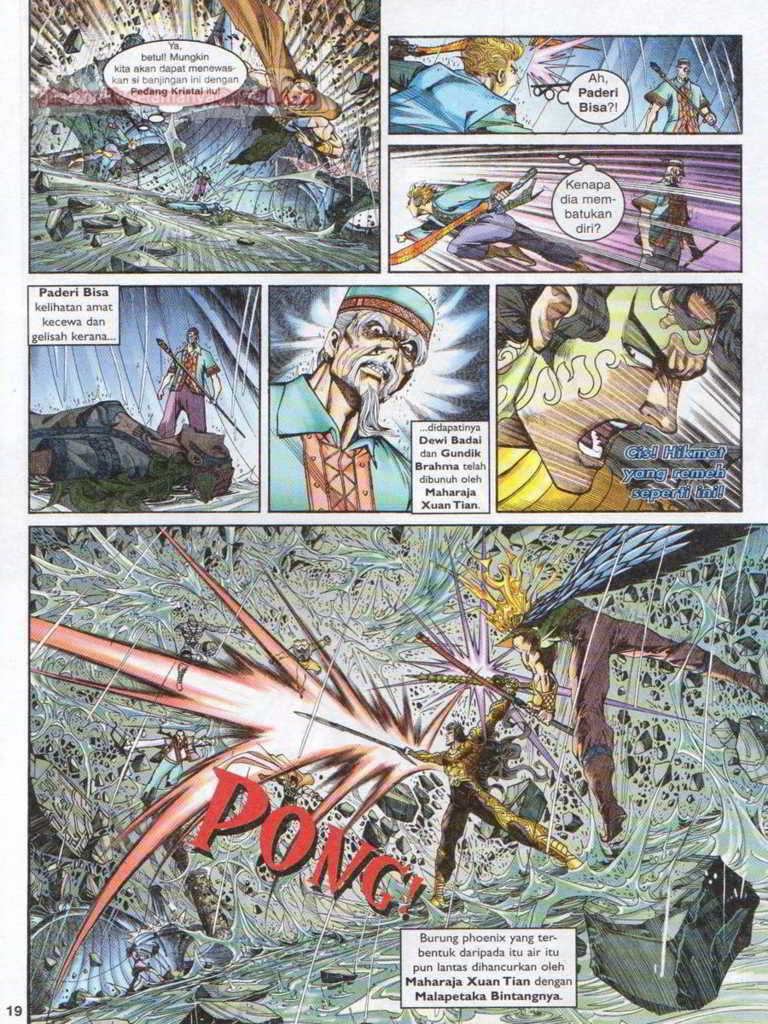 Ya,
betul! Mungkin
kita akan dapat menewas-
kan si banjingan ini dengan
Pedang Kristal itu!
Ah,
Paderi
Bisa?!
Kenapa
dia mem-
batukan
diri?
Paderi Bisa
kelihatan amat
kecewa dan
gelisah kerana...
...didapatinya
Dewi Badai
dan Gundik
Brahma telah
dibunuh oleh
Maharaja
Xuan Tian.
Cis! Hikmat
yang remeh
seperti ini!
PONG!
Burung phoenix yang ter-
bentuk daripada itu air itu
pun lantas dihancurkan oleh
Maharaja Xuan Tian dengan
Malapetaka Bintangnya.
19